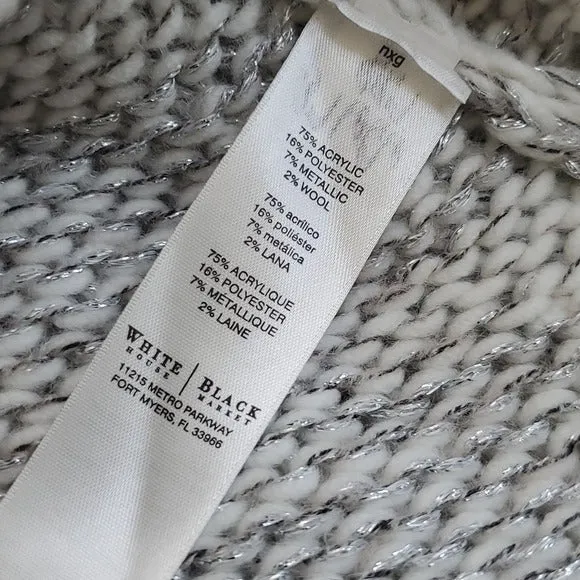 nxg
75% ACRYLIC
16% POLYESTER
7% METALLIC
2% WOOL
75% acrílico
16% poliéster
7% metálica
2% LANA
75% ACRYLIQUE
16% POLYESTER
7% METALLIQUE
2% LAINE
WHITE HOUSE | BLACK MARKET
11215 METRO PARKWAY
FORT MYERS, FL 33966